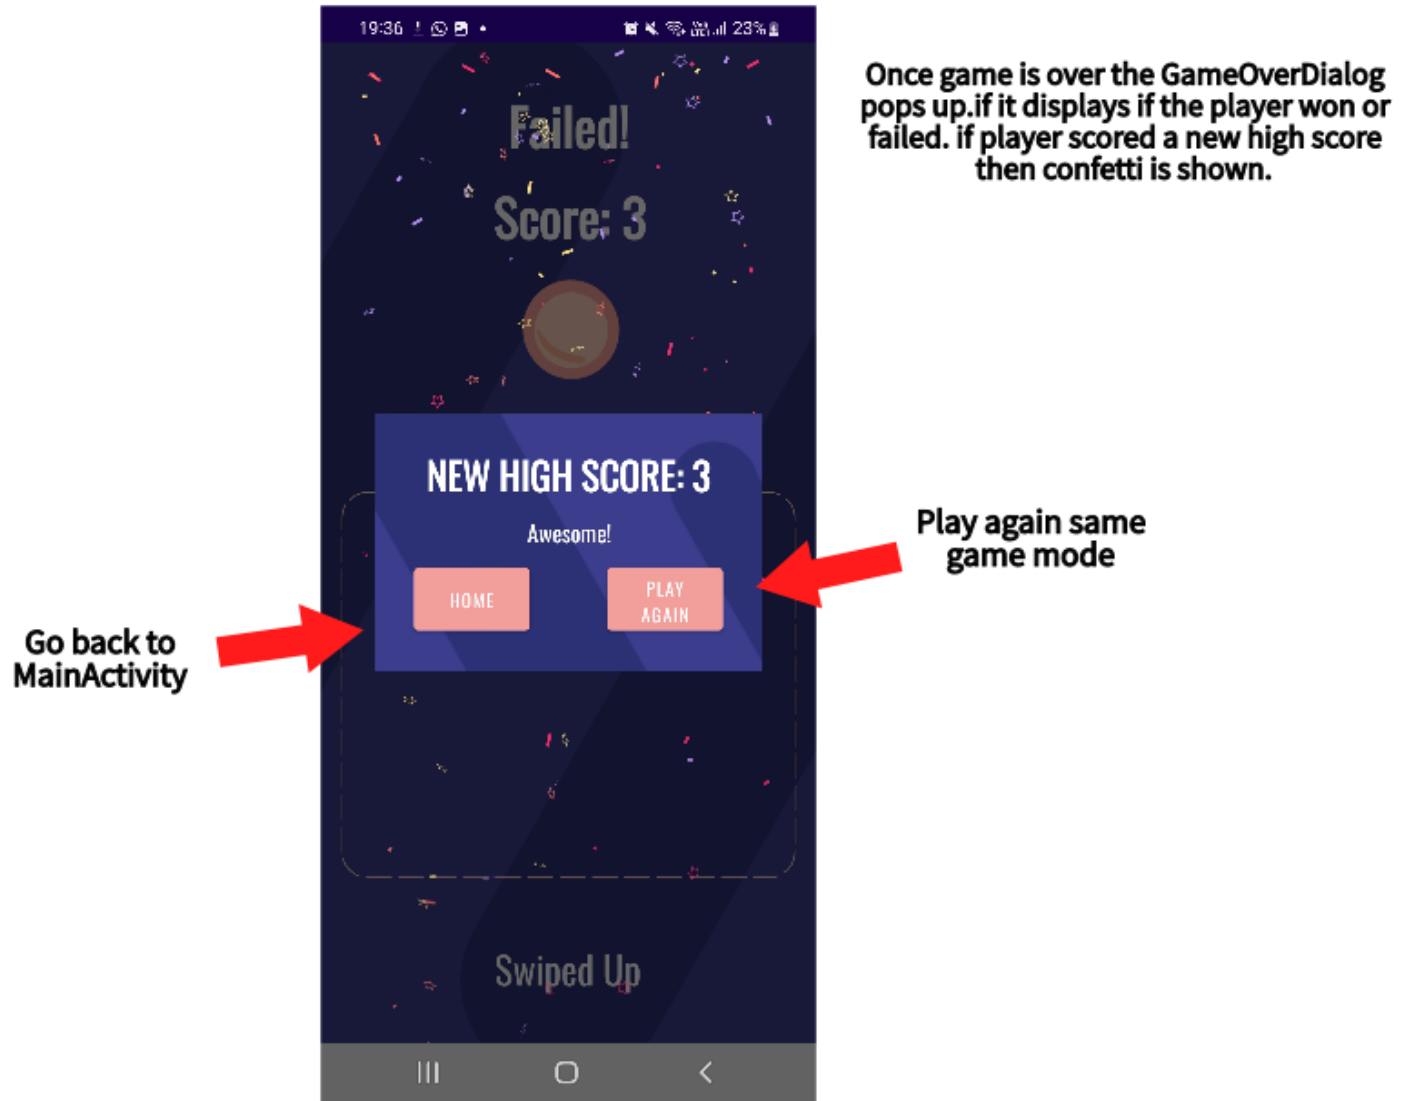 19:36
23%
Once game is over the GameOverDialog
pops up.if it displays if the player won or
failed. if player scored a new high score
then confetti is shown.
Failed!
Score: 3
NEW HIGH SCORE: 3
Awesome!
HOME
PLAY
AGAIN
Play again same
game mode
Go back to
MainActivity
Swiped Up